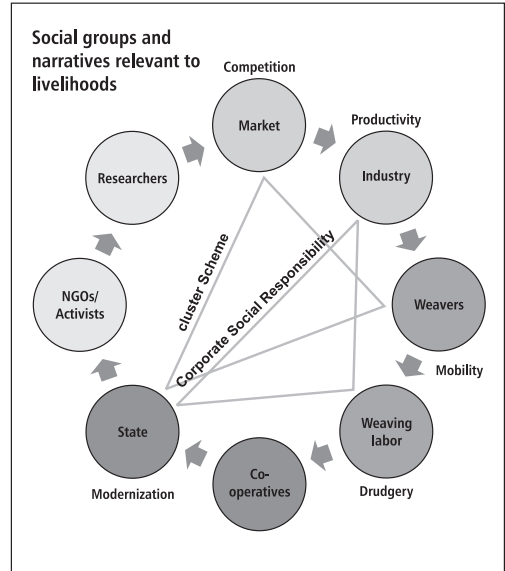 Social groups and
narratives relevant to
livelihoods
Competition
Market
Productivity
Industry
Researchers
cluster Scheme
Corporate Social Responsibility
NGOs/
Activists
Weavers
Mobility
State
Weaving
labor
Modernization
Co-
operatives
Drudgery